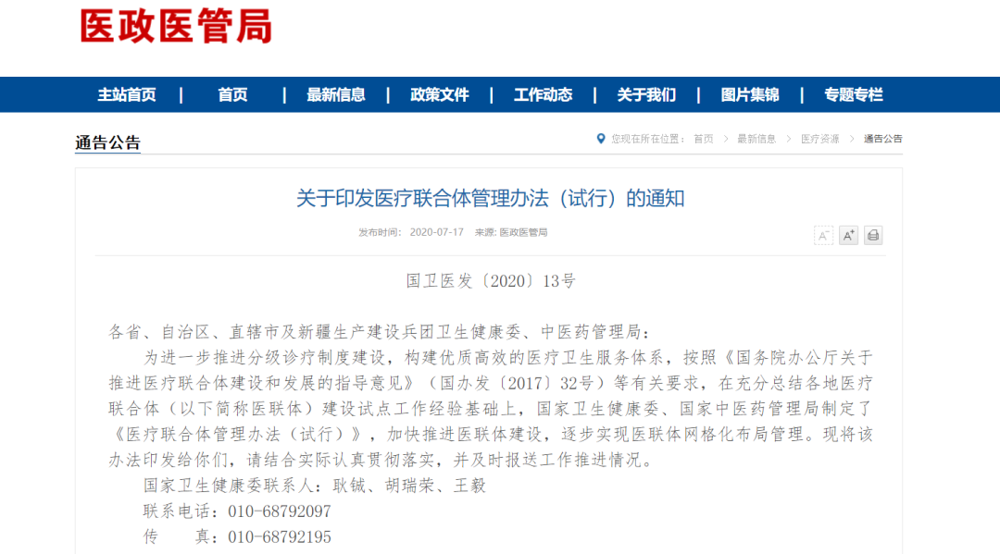 医政医管局
主站首页 | 首页 | 最新信息 | 政策文件 | 工作动态 | 关于我们 | 图片集锦 | 专题专栏
通告公告
您现在所在位置： 首页 > 最新信息 > 医疗资源 > 通告公告
关于印发医疗联合体管理办法（试行）的通知
发布时间： 2020-07-17 来源: 医政医管局
A- A+
国卫医发〔2020〕13号
各省、自治区、直辖市及新疆生产建设兵团卫生健康委、中医药管理局：
为进一步推进分级诊疗制度建设，构建优质高效的医疗卫生服务体系，按照《国务院办公厅关于
推进医疗联合体建设和发展的指导意见》（国办发〔2017〕32号）等有关要求，在充分总结各地医疗
联合体（以下简称医联体）建设试点工作经验基础上，国家卫生健康委、国家中医药管理局制定了
《医疗联合体管理办法（试行）》，加快推进医联体建设，逐步实现医联体网格化布局管理。现将该
办法印发给你们，请结合实际认真贯彻落实，并及时报送工作推进情况。
国家卫生健康委联系人：耿铖、胡瑞荣、王毅
联系电话：010-68792097
传　　真：010-68792195